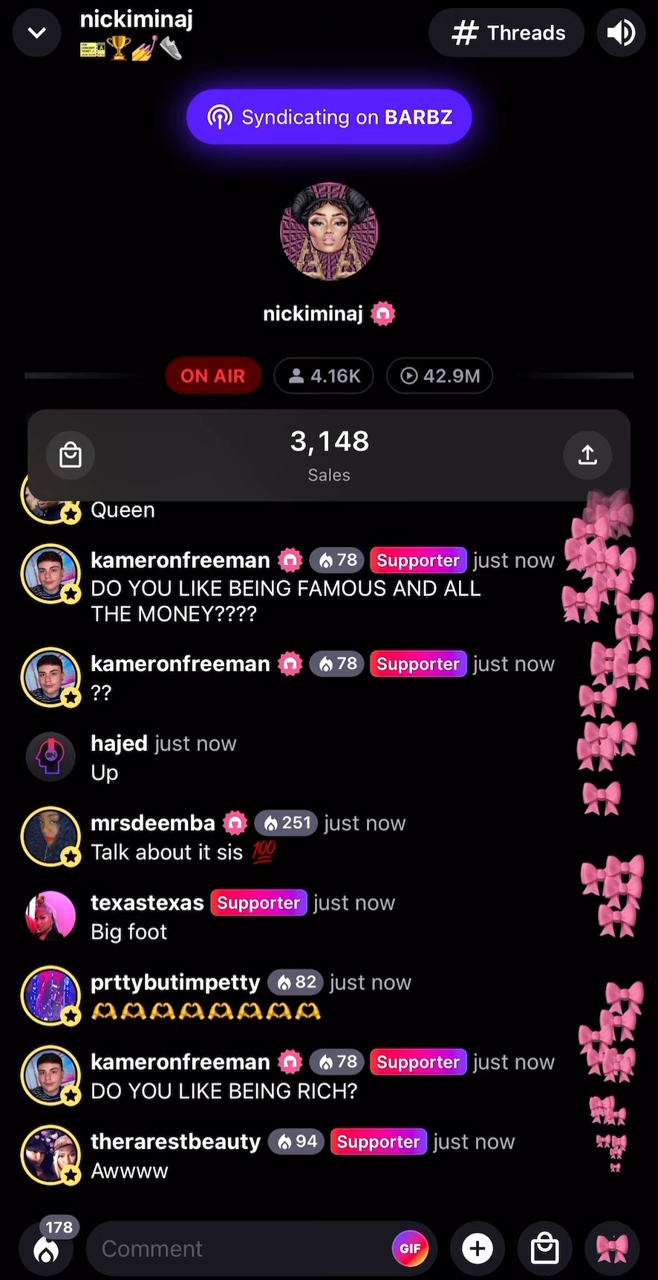 nickiminaj
Threads
Syndicating on BARBZ
nickiminaj
ON AIR 4.16K 42.9M
3,148
Sales
Queen
kameronfreeman 78 Supporter just now
DO YOU LIKE BEING FAMOUS AND ALL
THE MONEY????
kameronfreeman 78 Supporter just now
??
hajed just now
Up
mrsdeemba 251 just now
Talk about it sis 💯
texastexas Supporter just now
Big foot
prttybutimpetty 82 just now
🫶🫶🫶🫶🫶🫶🫶🫶
kameronfreeman 78 Supporter just now
DO YOU LIKE BEING RICH?
therarestbeauty 94 Supporter just now
Awwww
178
Comment GIF